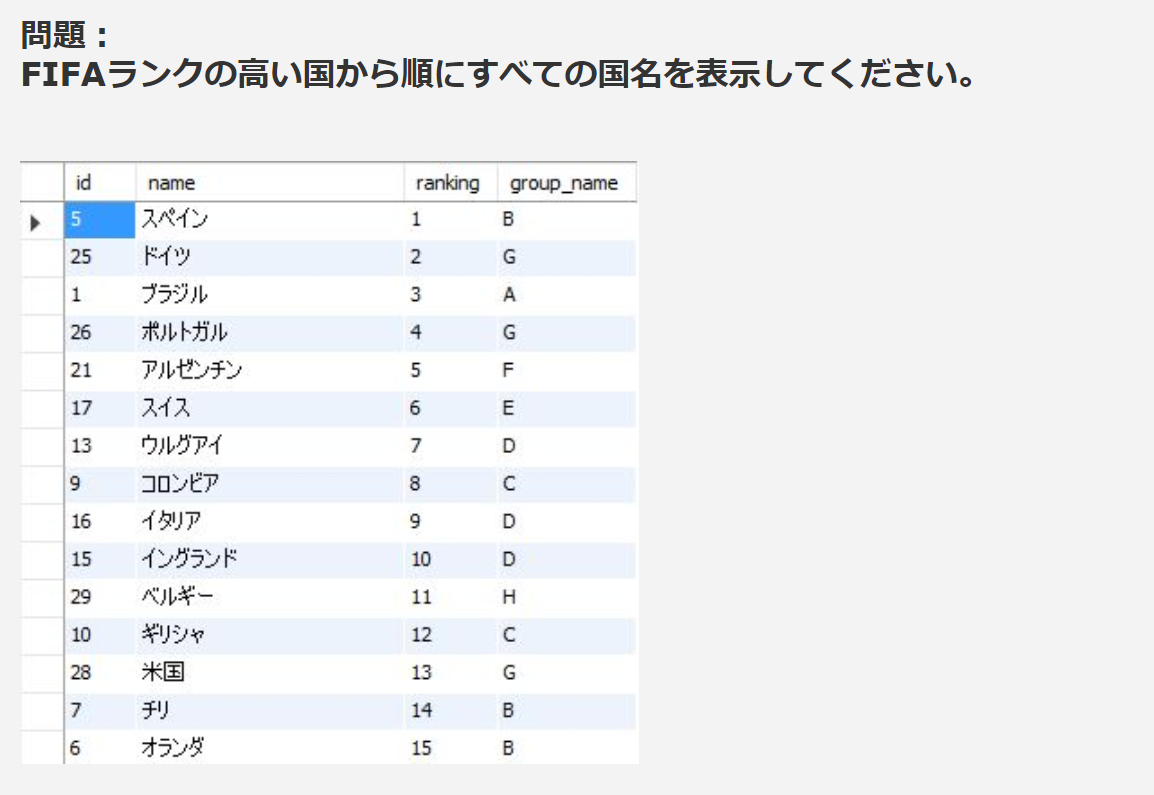 問題：
FIFAランクの高い国から順にすべての国名を表示してください。
id name ranking group_name
5 スペイン 1 B
25 ドイツ 2 G
1 ブラジル 3 A
26 ポルトガル 4 G
21 アルゼンチン 5 F
17 スイス 6 E
13 ウルグアイ 7 D
9 コロンビア 8 C
16 イタリア 9 D
15 イングランド 10 D
29 ベルギー 11 H
10 ギリシャ 12 C
28 米国 13 G
7 チリ 14 B
6 オランダ 15 B